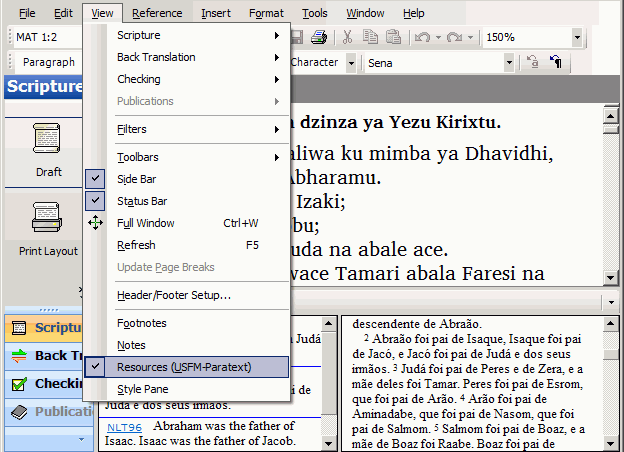 File Edit View Reference Insert Format Tools Window Help
MAT 1:2 150%
Paragraph Character Sena
Scripture
Back Translation
Checking
Publications
Filters
Toolbars
Side Bar
Status Bar
Full Window Ctrl+W
Refresh F5
Update Page Breaks
Header/Footer Setup...
Footnotes
Notes
Resources (USFM-Paratext)
Style Pane
Scripture
Draft
Print Layout
Scriptu
Back Tr
Checkin
Publicatio
dzinza ya Yezu Kirixtu.
aliwa ku mimba ya Dhavidhi,
Abharamu.
Izaki;
obu;
uda na abale ace.
wace Tamari abala Faresi na
Judá
i de
Judá e dos seus irmãos.
NLT96 Abraham was the father of
Isaac. Isaac was the father of Jacob.
descendente de Abraão.
2 Abraão foi pai de Isaque, Isaque foi pai
de Jacó, e Jacó foi pai de Judá e dos seus
irmãos. 3 Judá foi pai de Peres e de Zera, e a
mãe deles foi Tamar. Peres foi pai de Esrom,
que foi pai de Arão. 4 Arão foi pai de
Aminadabe, que foi pai de Nasom, que foi
pai de Salmom. 5 Salmom foi pai de Boaz, e a
mãe de Boaz foi Raabe. Boaz foi pai de